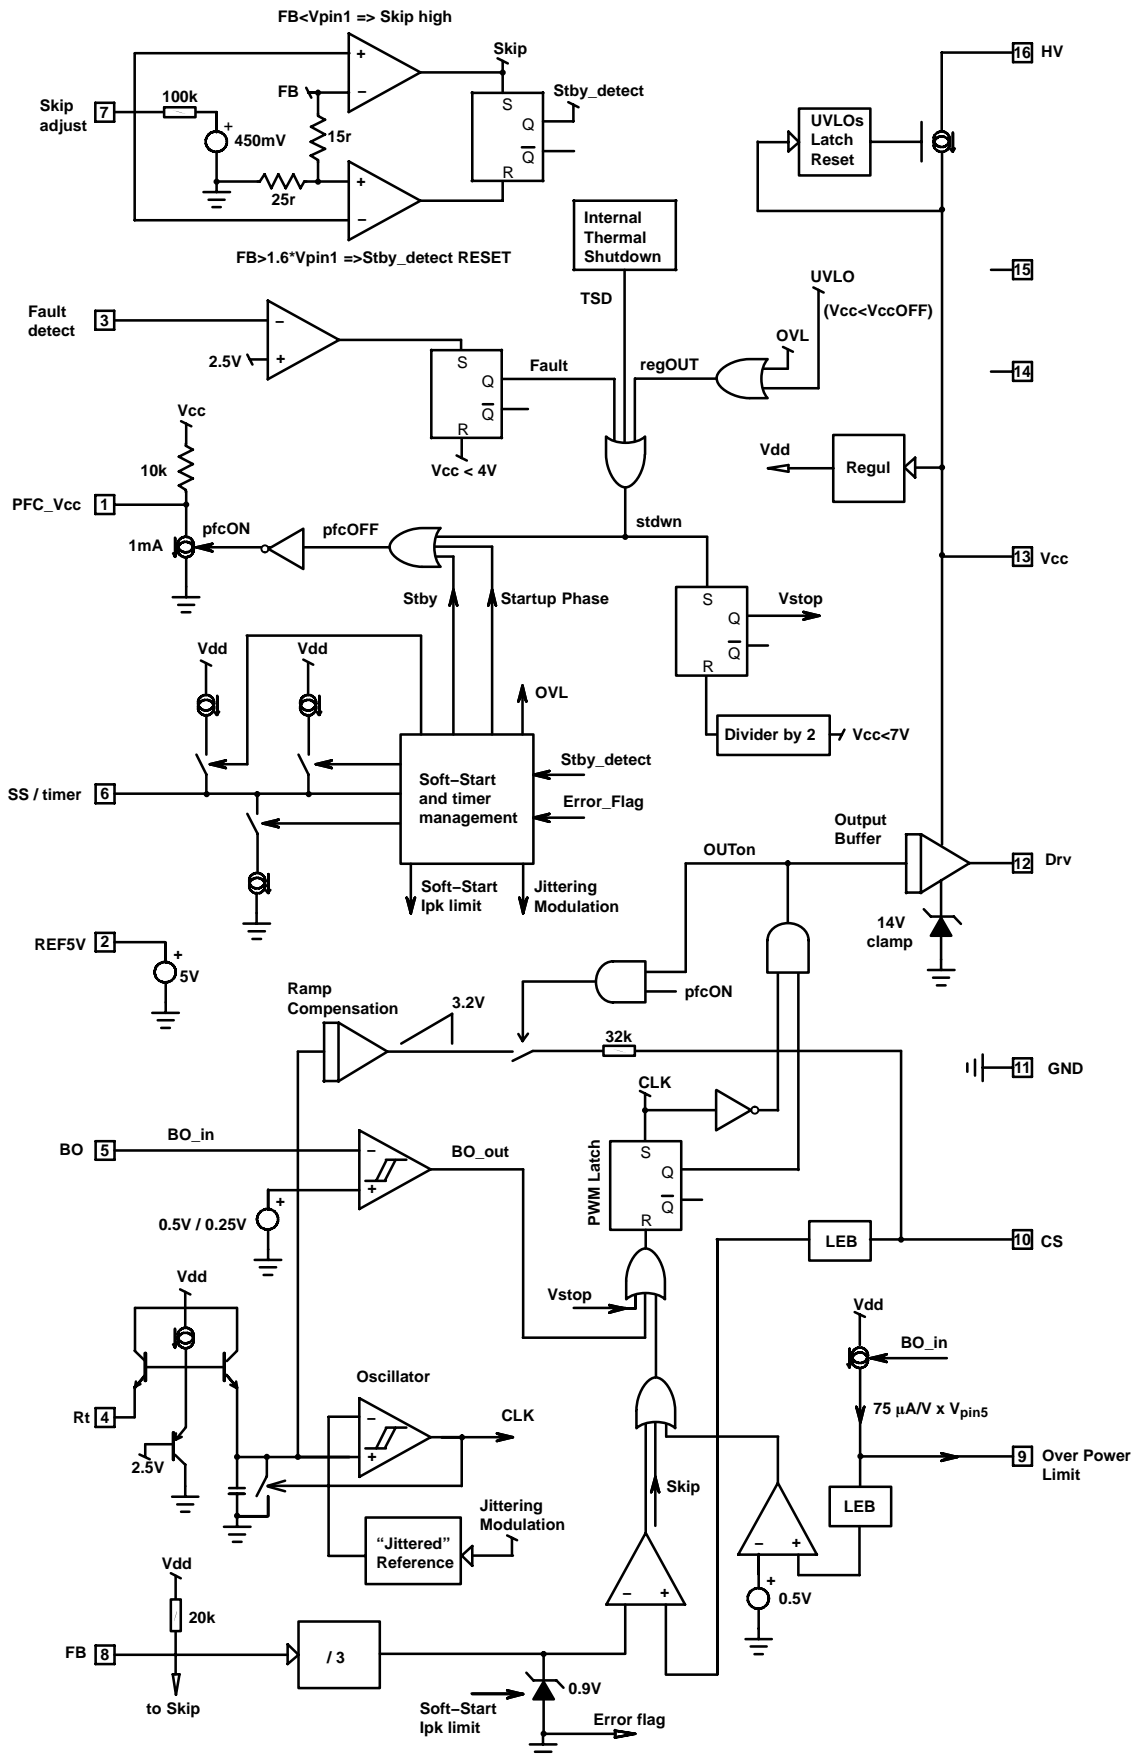 FB<Vpin1 => Skip high
Skip
16
HV
Skip
adjust
7
100k
+
450mV
FB
15r
25r
+
−
+
−
S
Q
Q
R
Stby_detect
UVLOs
Latch
Reset
FB>1.6*Vpin1 =>Stby_detect RESET
Internal
Thermal
Shutdown
TSD
UVLO
(Vcc<VccOFF)
OVL
15
Fault
detect
3
2.5V
−
+
S
Q
Q
R
Fault
regOUT
14
Vcc < 4V
Vcc
10k
Vdd
Regul
PFC_Vcc
1
pfcON
pfcOFF
1mA
stdwn
13
Vcc
Stby
Startup Phase
S
Q
Q
R
Vstop
Vdd
Vdd
OVL
Divider by 2
Vcc<7V
SS / timer
6
Soft−Start
and timer
management
Stby_detect
Error_Flag
Output
Buffer
OUTon
12
Drv
Soft−Start
Ipk limit
Jittering
Modulation
14V
clamp
REF5V
2
+
5V
pfcON
Ramp
Compensation
3.2V
32k
11
GND
CLK
BO
5
BO_in
BO_out
−
+
+
0.5V / 0.25V
PWM Latch
S
Q
Q
R
LEB
10
CS
Vstop
Vdd
Vdd
BO_in
Rt
4
2.5V
Oscillator
−
+
CLK
75 μA/V x Vpin5
9
Over Power
Limit
Skip
LEB
Jittering
Modulation
“Jittered”
Reference
−
+
−
+
+
0.5V
Vdd
20k
FB
8
/ 3
to Skip
Soft−Start
Ipk limit
0.9V
Error flag